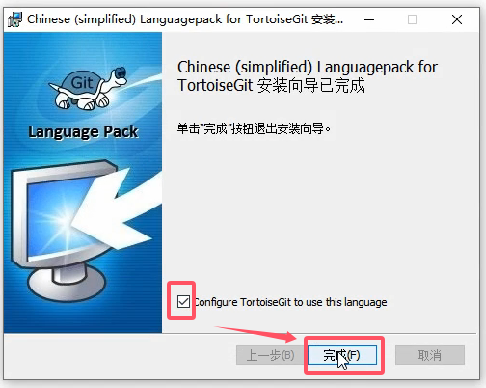 Chinese (simplified) Languagepack for TortoiseGit 安装...
Git
Language Pack
Chinese (simplified) Languagepack for
TortoiseGit 安装向导已完成
单击"完成"按钮退出安装向导。
Configure TortoiseGit to use ths language
上一步(B)
完成(F)
取消